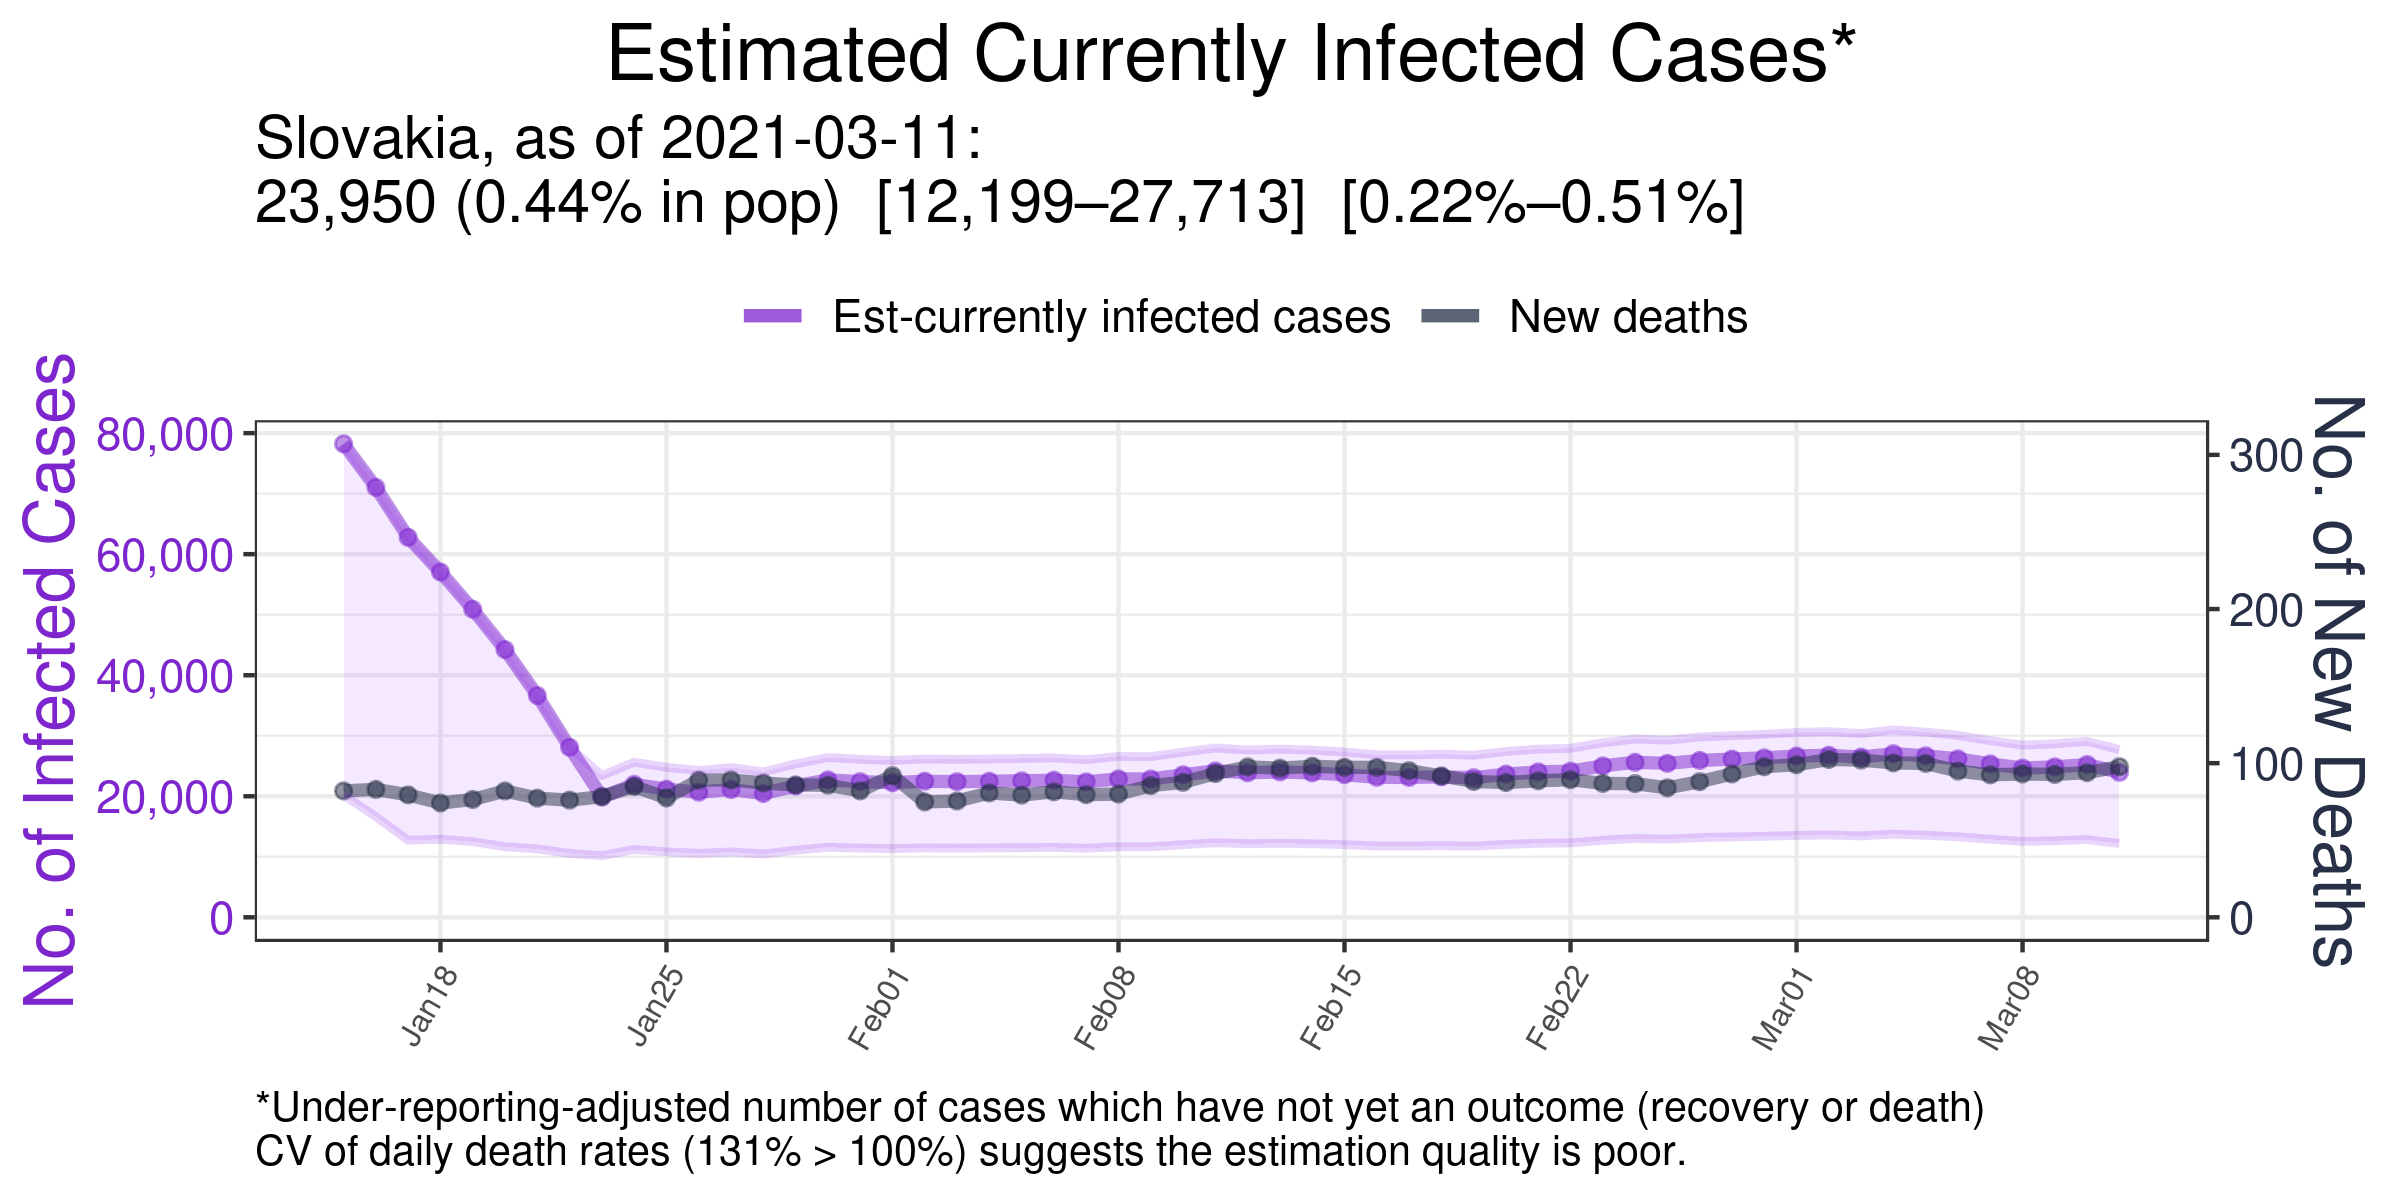 Estimated Currently Infected Cases*
Slovakia, as of 2021-03-11:
23,950 (0.44% in pop)  [12,199–27,713]  [0.22%–0.51%]
Est-currently infected cases
New deaths
No. of Infected Cases
80,000
60,000
40,000
20,000
0
No. of New Deaths
300
200
100
0
Jan18
Jan25
Feb01
Feb08
Feb15
Feb22
Mar01
Mar08
*Under-reporting-adjusted number of cases which have not yet an outcome (recovery or death)
CV of daily death rates (131% > 100%) suggests the estimation quality is poor.